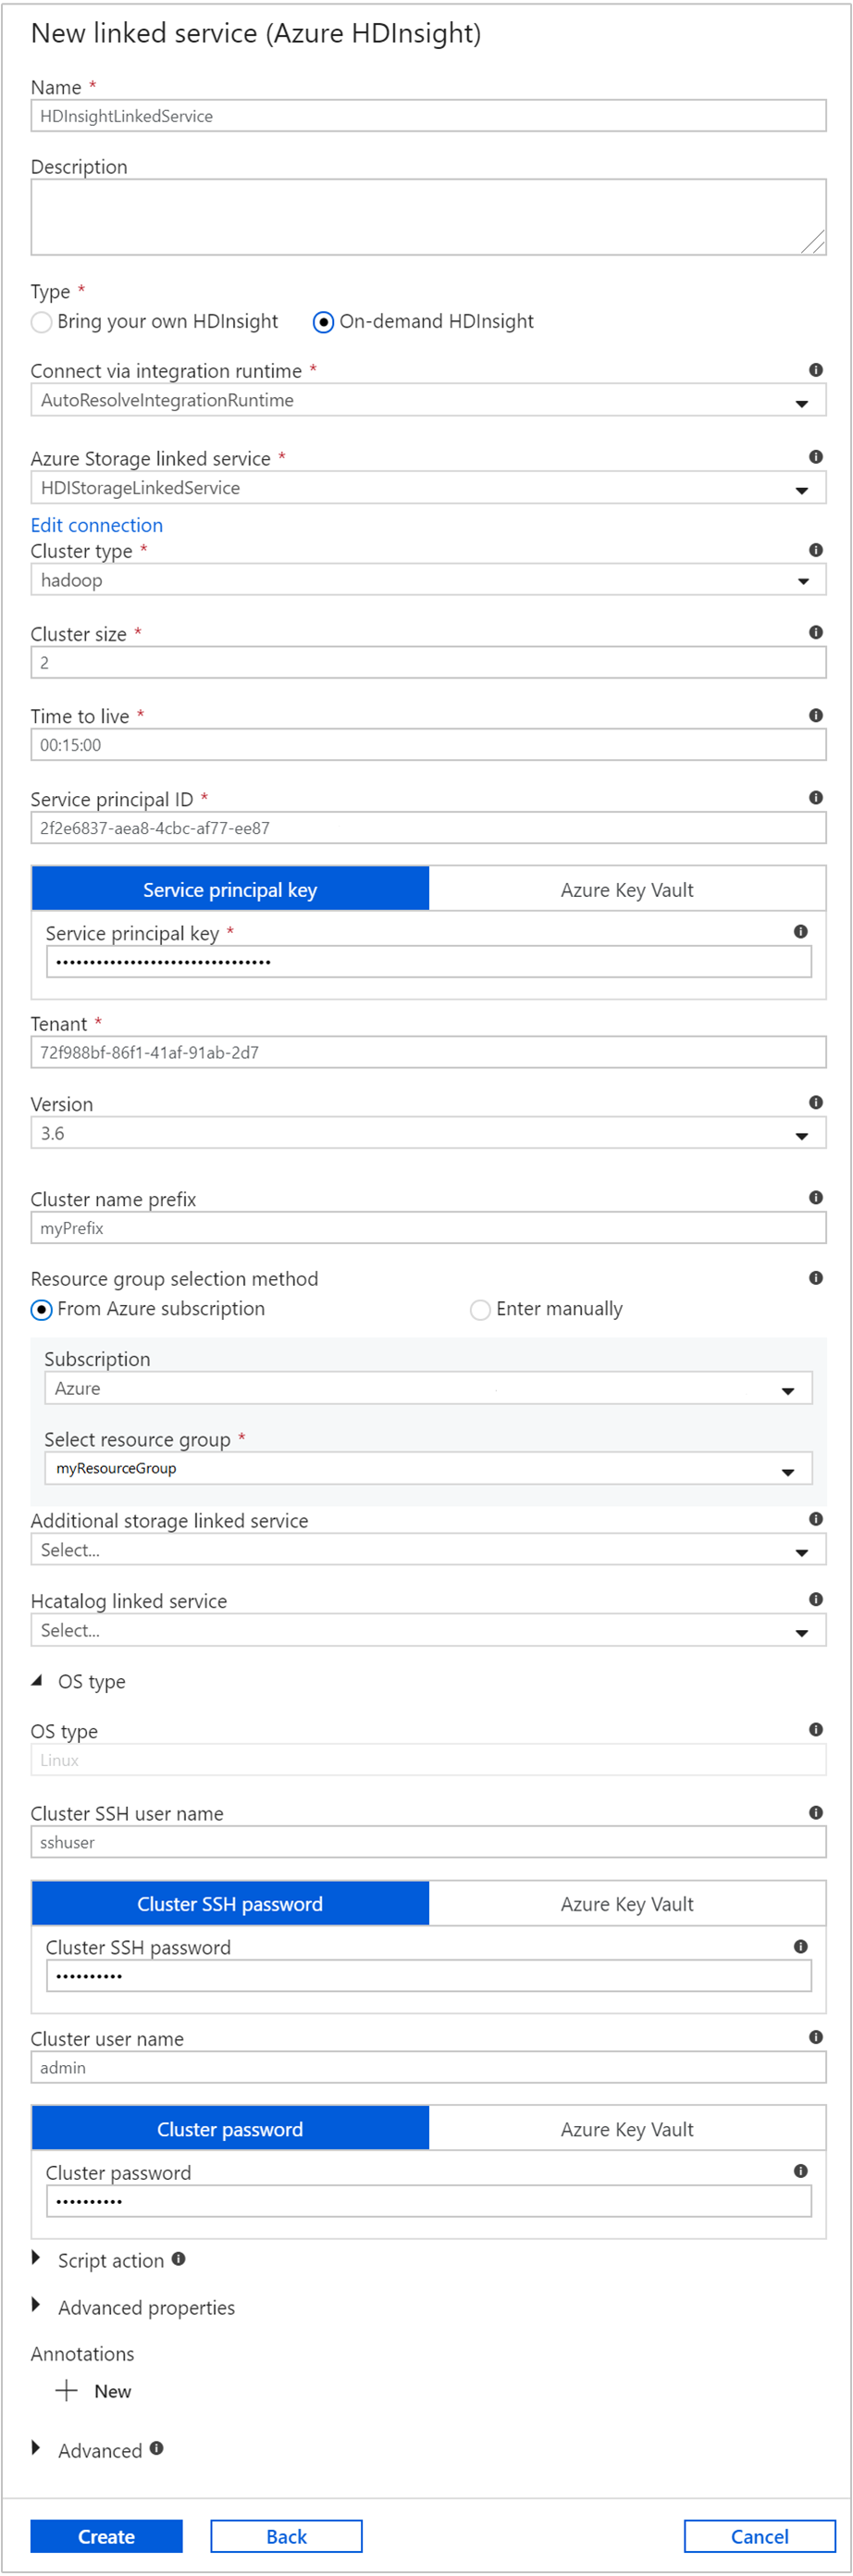 New linked service (Azure HDInsight)
Name *
HDInsightLinkedService
Description
Type *
Bring your own HDInsight On-demand HDInsight
Connect via integration runtime *
AutoResolveIntegrationRuntime
Azure Storage linked service *
HDIStorageLinkedService
Edit connection
Cluster type *
hadoop
Cluster size *
2
Time to live *
00:15:00
Service principal ID *
2f2e6837-aea8-4cbc-af77-ee87
Service principal key Azure Key Vault
Service principal key *
••••••••••••••••••••••••••••••••
Tenant *
72f988bf-86f1-41af-91ab-2d7
Version
3.6
Cluster name prefix
myPrefix
Resource group selection method
From Azure subscription Enter manually
Subscription
Azure
Select resource group *
myResourceGroup
Additional storage linked service
Select...
Hcatalog linked service
Select...
OS type
OS type
Linux
Cluster SSH user name
sshuser
Cluster SSH password Azure Key Vault
Cluster SSH password
••••••••••
Cluster user name
admin
Cluster password Azure Key Vault
Cluster password
••••••••••
Script action
Advanced properties
Annotations
New
Advanced
Create Back Cancel